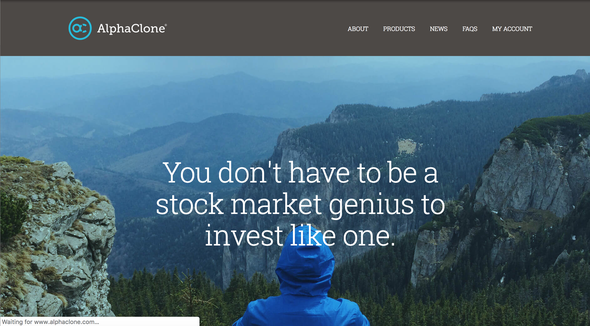 AlphaClone®
ABOUT PRODUCTS NEWS FAQS MY ACCOUNT
You don't have to be a
stock market genius to
invest like one.
Waiting for www.alphaclone.com...